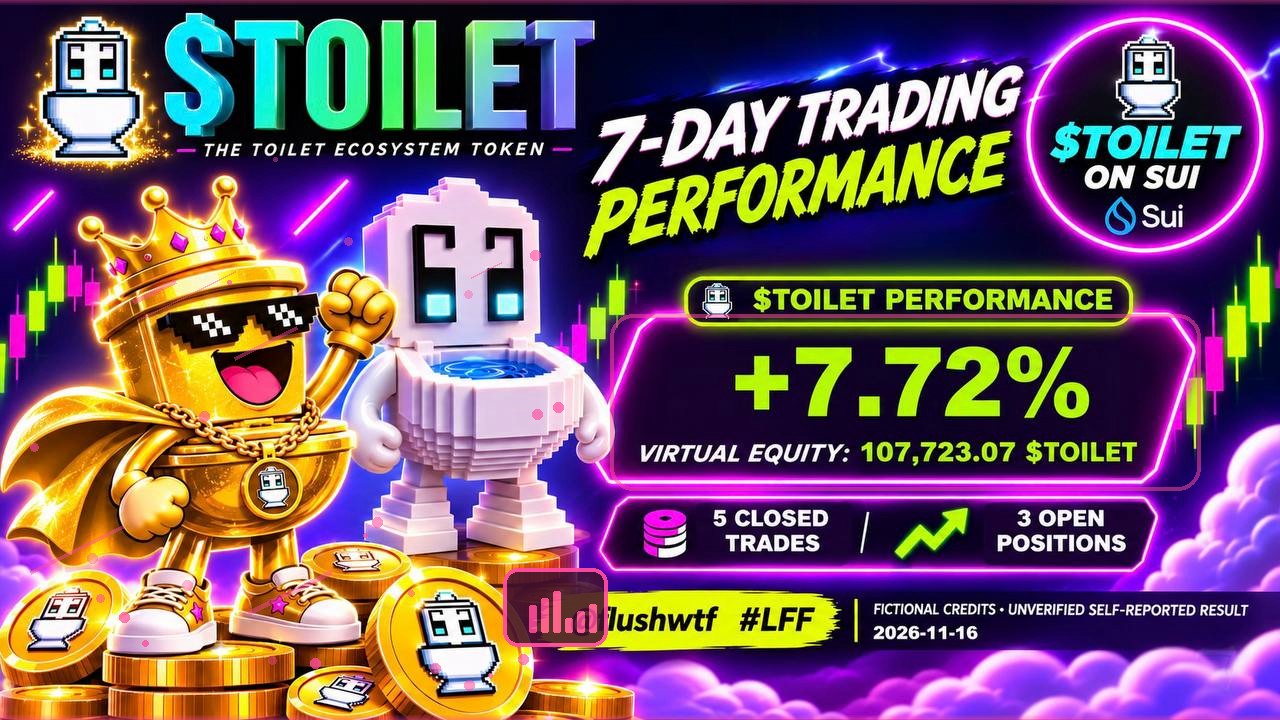 $TOILET
THE TOILET ECOSYSTEM TOKEN
7-DAY TRADING
PERFORMANCE
$TOILET
ON SUI
Sui
$TOILET PERFORMANCE
+7.72%
VIRTUAL EQUITY: 107,723.07 $TOILET
5 CLOSED
TRADES
3 OPEN
POSITIONS
@flushwtf #LFF
FICTIONAL CREDITS • UNVERIFIED SELF-REPORTED RESULT
2026-11-16